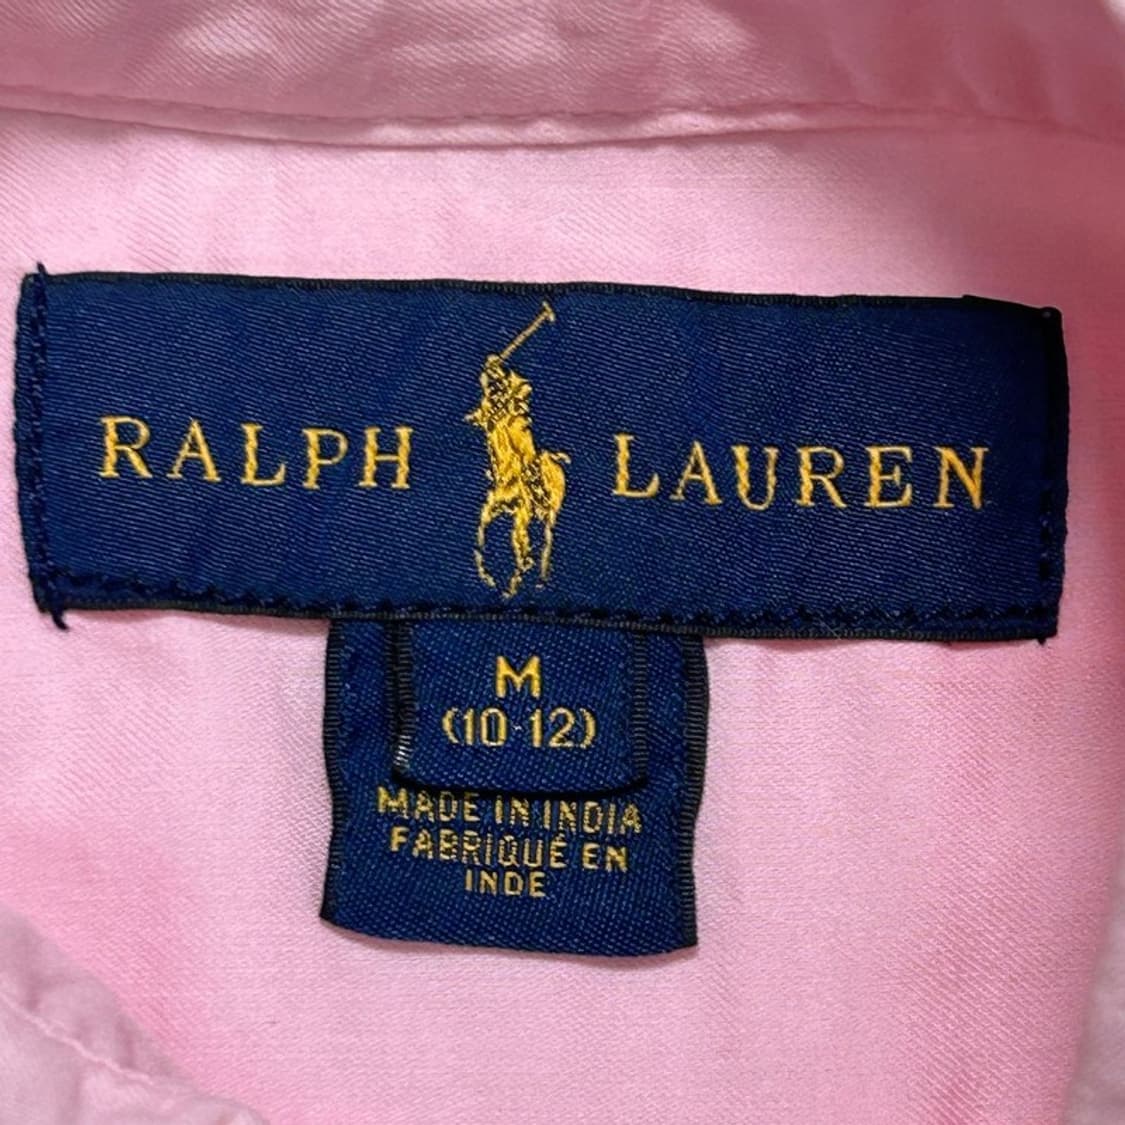 RALPH LAUREN
M
(10-12)
MADE IN INDIA
FABRIQUÉ EN
INDE